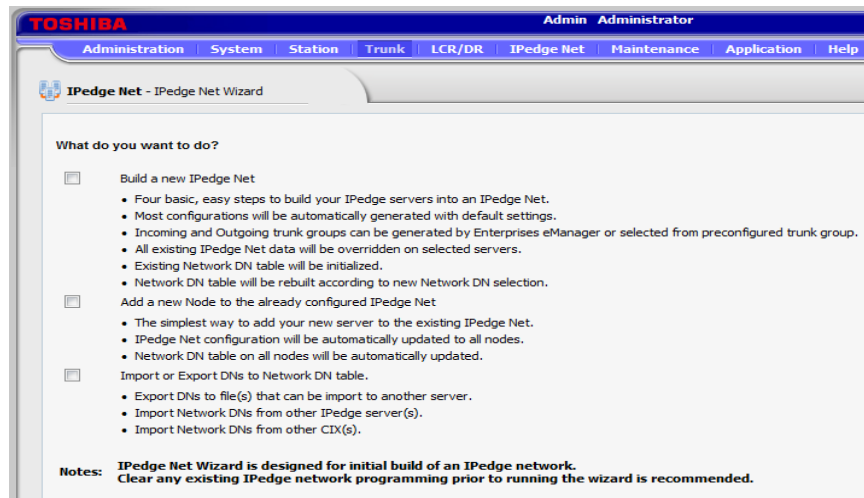 TOSHIBA
Admin Administrator
Administration System Station Trunk LCR/DR IPedge Net Maintenance Application Help
IPedge Net - IPedge Net Wizard
What do you want to do?
Build a new IPedge Net
• Four basic, easy steps to build your IPedge servers into an IPedge Net.
• Most configurations will be automatically generated with default settings.
• Incoming and Outgoing trunk groups can be generated by Enterprises eManager or selected from preconfigured trunk group.
• All existing IPedge Net data will be overridden on selected servers.
• Existing Network DN table will be initialized.
• Network DN table will be rebuilt according to new Network DN selection.
Add a new Node to the already configured IPedge Net
• The simplest way to add your new server to the existing IPedge Net.
• IPedge Net configuration will be automatically updated to all nodes.
• Network DN table on all nodes will be automatically updated.
Import or Export DNs to Network DN table.
• Export DNs to file(s) that can be import to another server.
• Import Network DNs from other IPedge server(s).
• Import Network DNs from other CIX(s).
Notes: IPedge Net Wizard is designed for initial build of an IPedge network.
Clear any existing IPedge network programming prior to running the wizard is recommended.